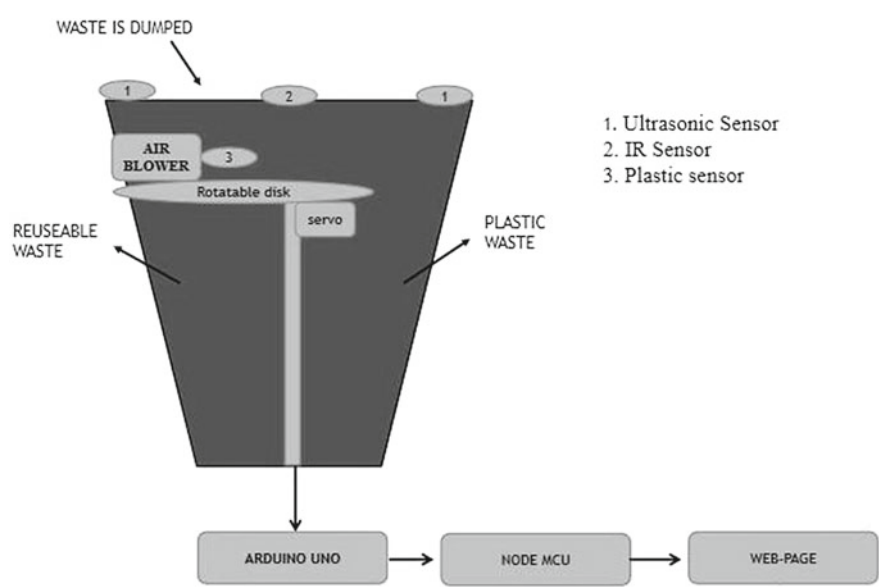 WASTE IS DUMPED
1
2
1
1. Ultrasonic Sensor
2. IR Sensor
3. Plastic sensor
AIR
BLOWER
3
Rotatable disk
servo
REUSEABLE
WASTE
PLASTIC
WASTE
ARDUINO UNO
NODE MCU
WEB-PAGE